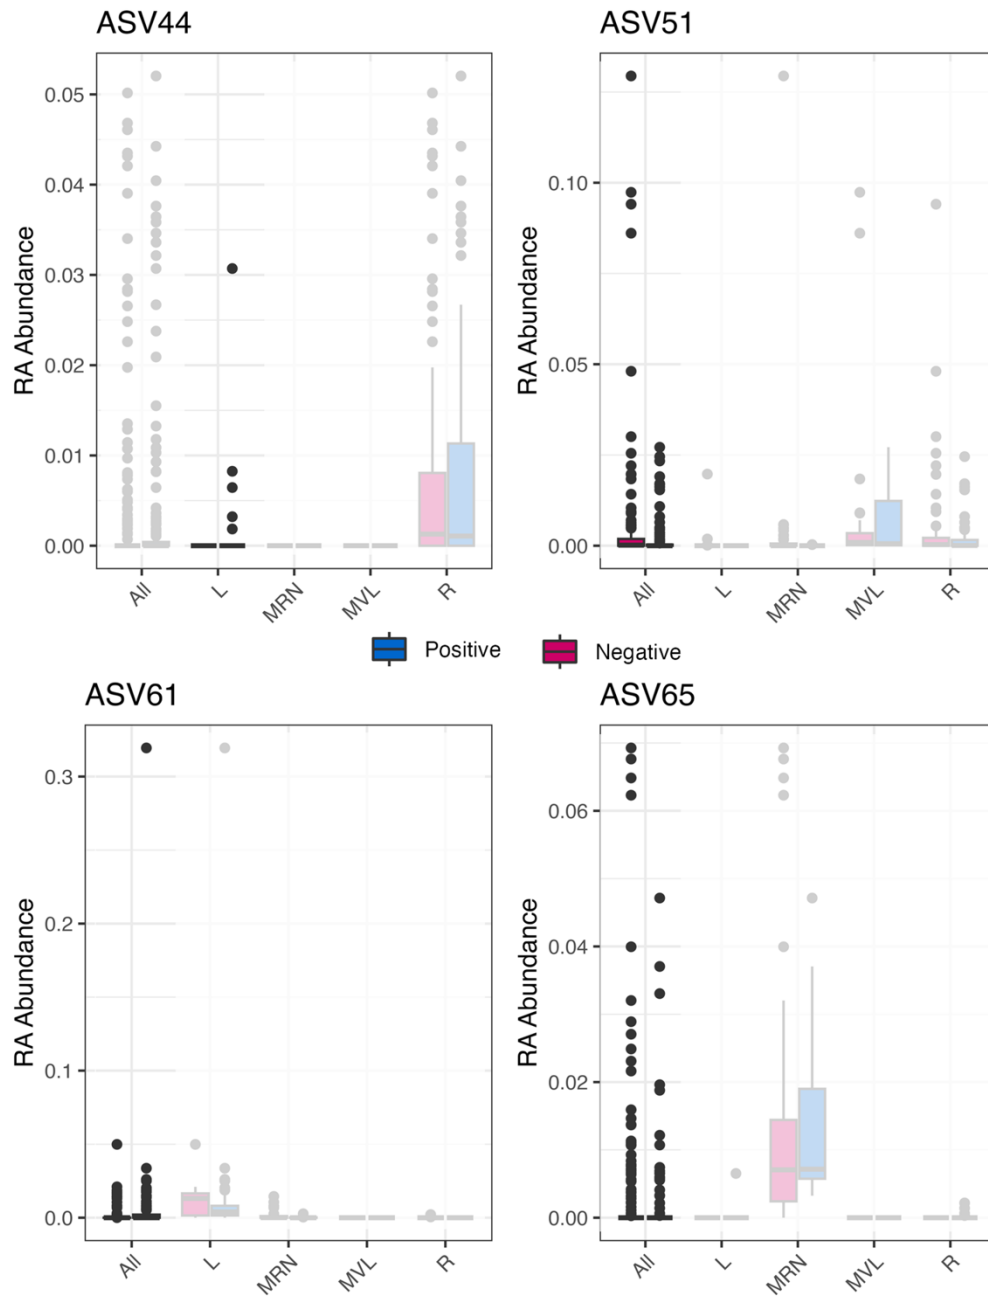 ASV44
RA Abundance
0.05
0.04
0.03
0.02
0.01
0.00
All L MRN MVL R
ASV51
RA Abundance
0.10
0.05
0.00
All L MRN MVL R
Positive Negative
ASV61
RA Abundance
0.3
0.2
0.1
0.0
All L MRN MVL R
ASV65
RA Abundance
0.06
0.04
0.02
0.00
All L MRN MVL R